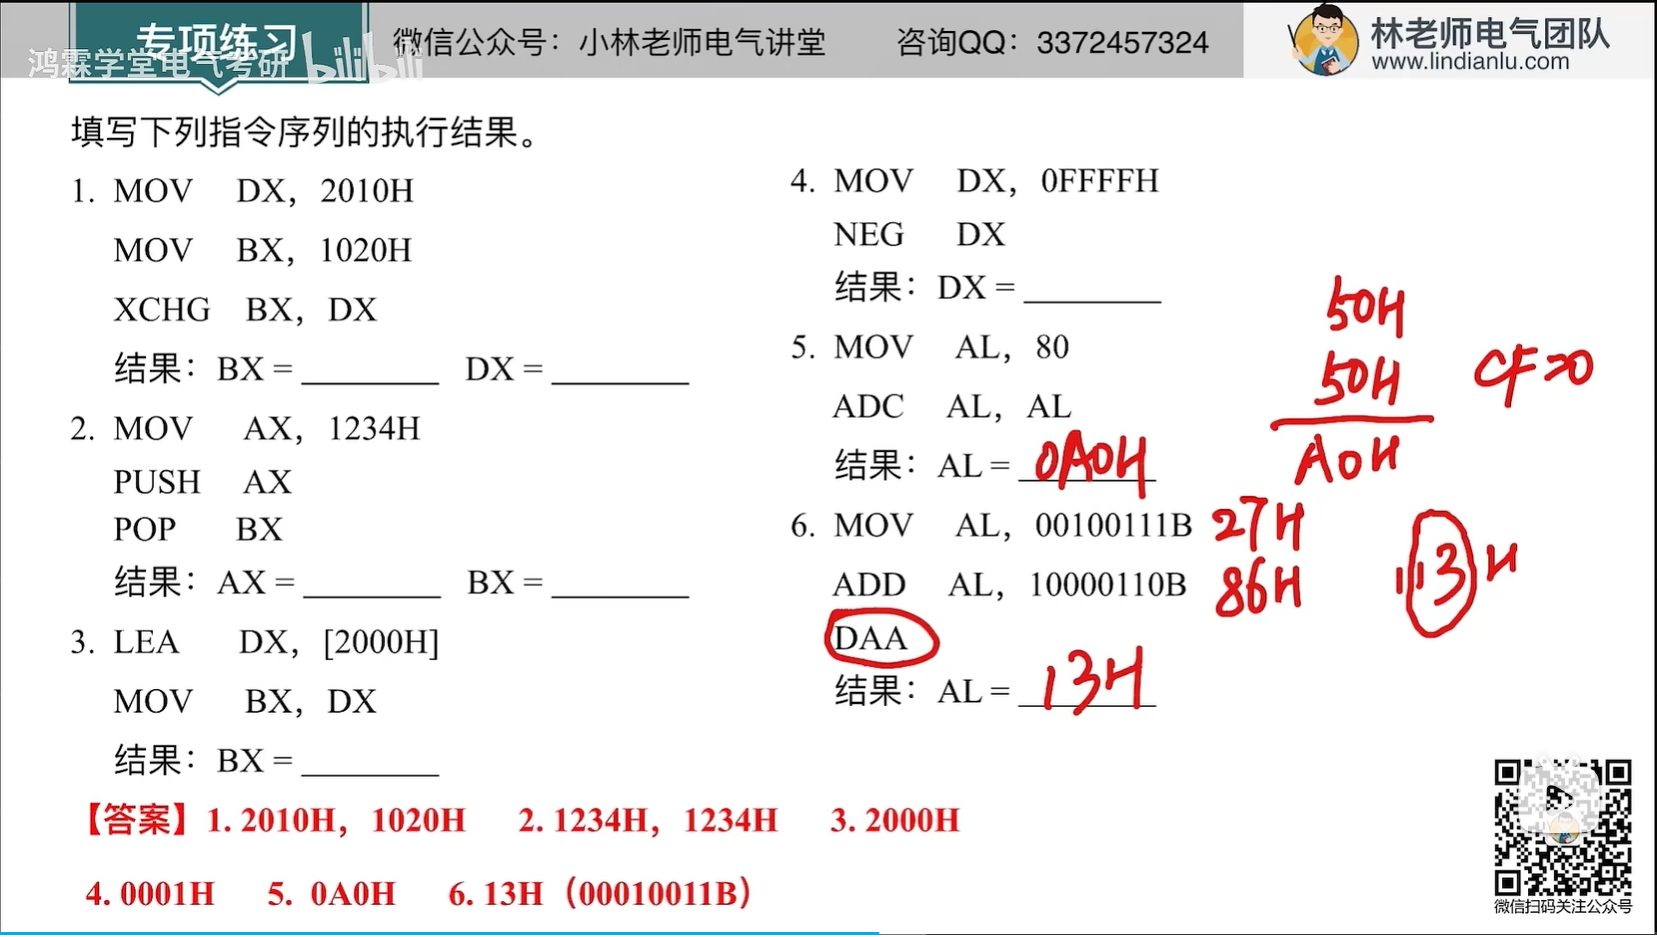 专项练习
鸿霖学堂电气考研 bilibili
微信公众号：小林老师电气讲堂 咨询QQ：3372457324
林老师电气团队
www.lindianlu.com
填写下列指令序列的执行结果。
1. MOV DX，2010H
MOV BX，1020H
XCHG BX，DX
结果：BX = ________ DX = ________
2. MOV AX，1234H
PUSH AX
POP BX
结果：AX = ________ BX = ________
3. LEA DX，[2000H]
MOV BX，DX
结果：BX = ________
4. MOV DX，0FFFFH
NEG DX
结果：DX = ________
5. MOV AL，80
ADC AL，AL
结果：AL = 0A0H
50H
50H
A0H
CF=0
6. MOV AL，00100111B 27H
ADD AL，10000110B 86H
DAA
结果：AL = 13H
113H
【答案】1. 2010H，1020H 2. 1234H，1234H 3. 2000H
4. 0001H 5. 0A0H 6. 13H（00010011B）
微信扫码关注公众号